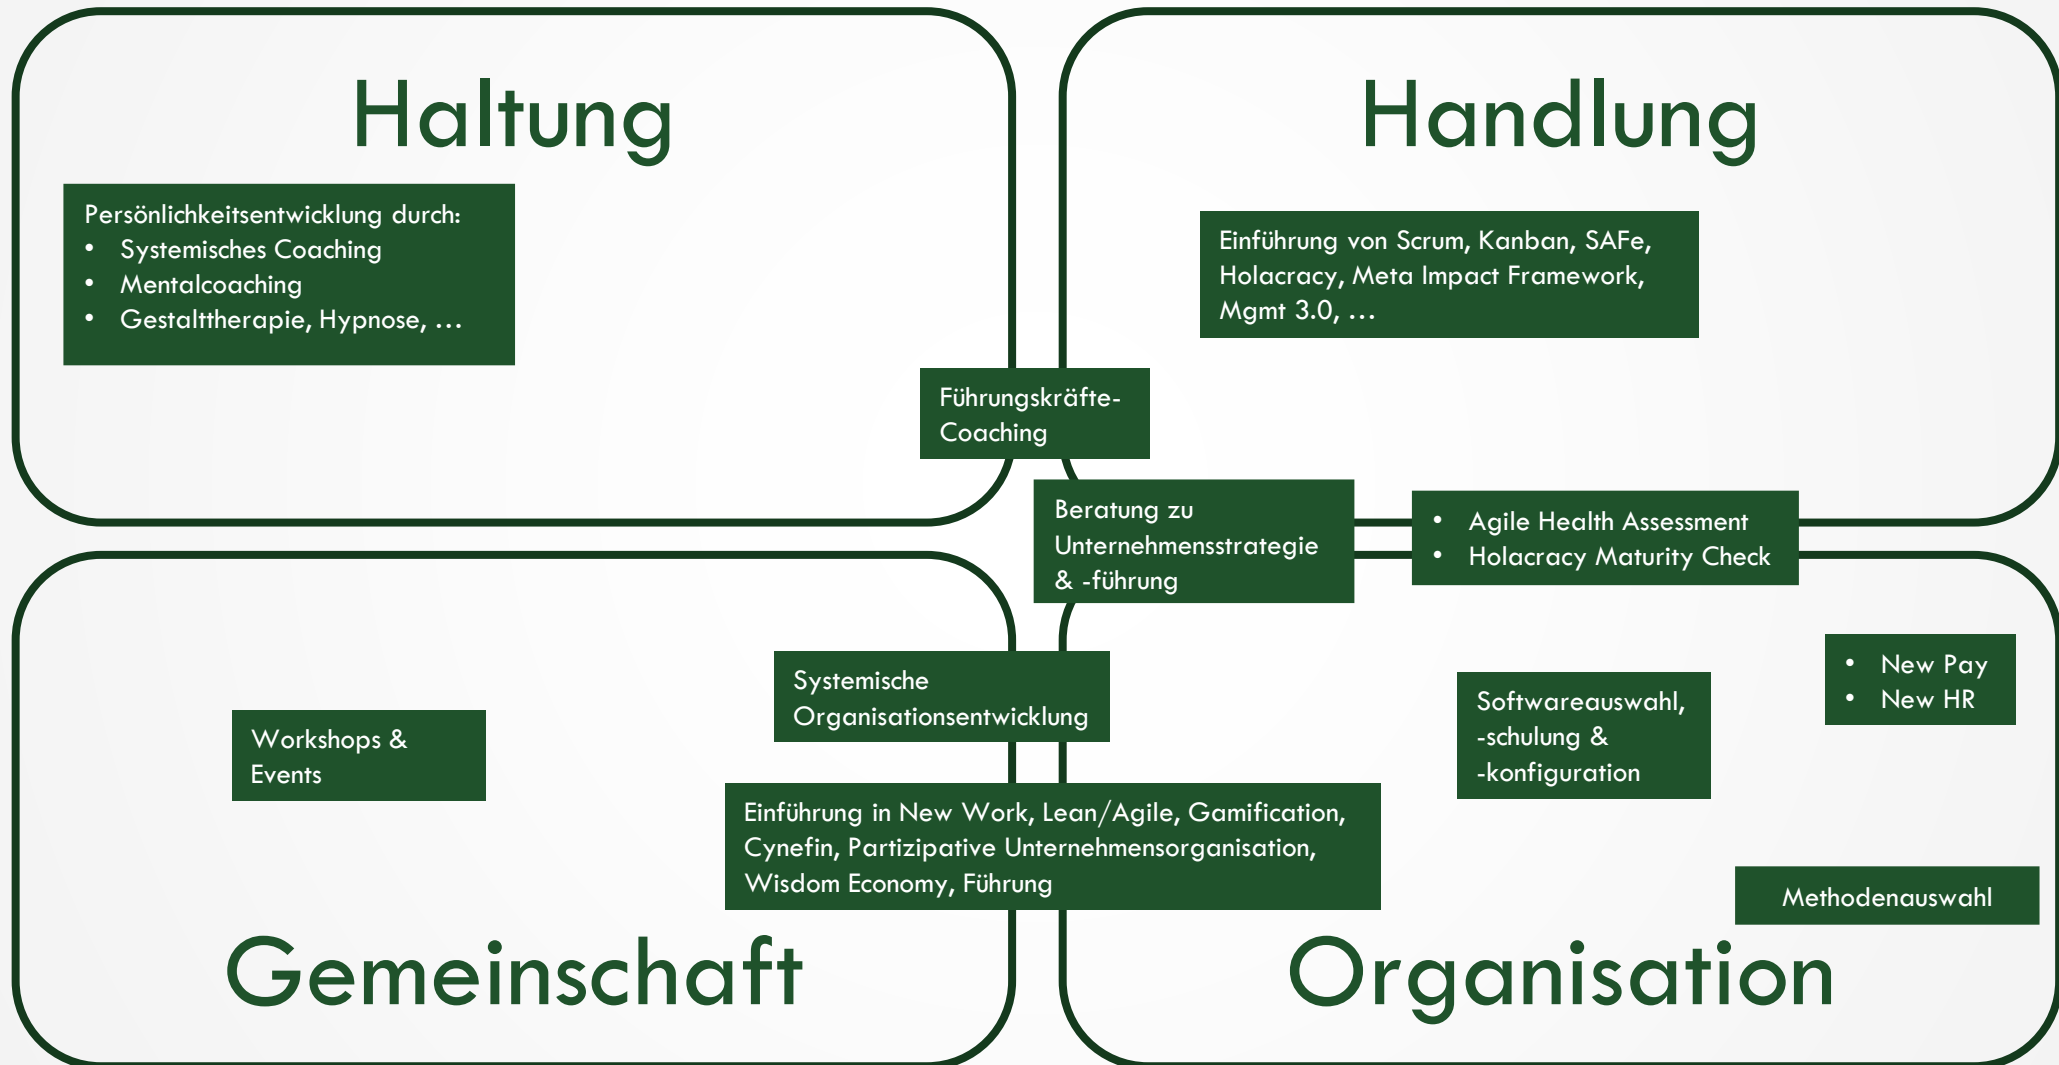 Haltung
Persönlichkeitsentwicklung durch:
• Systemisches Coaching
• Mentalcoaching
• Gestalttherapie, Hypnose, …
Handlung
Einführung von Scrum, Kanban, SAFe,
Holacracy, Meta Impact Framework,
Mgmt 3.0, …
Führungskräfte-
Coaching
Beratung zu
Unternehmensstrategie
& -führung
• Agile Health Assessment
• Holacracy Maturity Check
Systemische
Organisationsentwicklung
Workshops &
Events
Einführung in New Work, Lean/Agile, Gamification,
Cynefin, Partizipative Unternehmensorganisation,
Wisdom Economy, Führung
Gemeinschaft
Softwareauswahl,
-schulung &
-konfiguration
• New Pay
• New HR
Methodenauswahl
Organisation